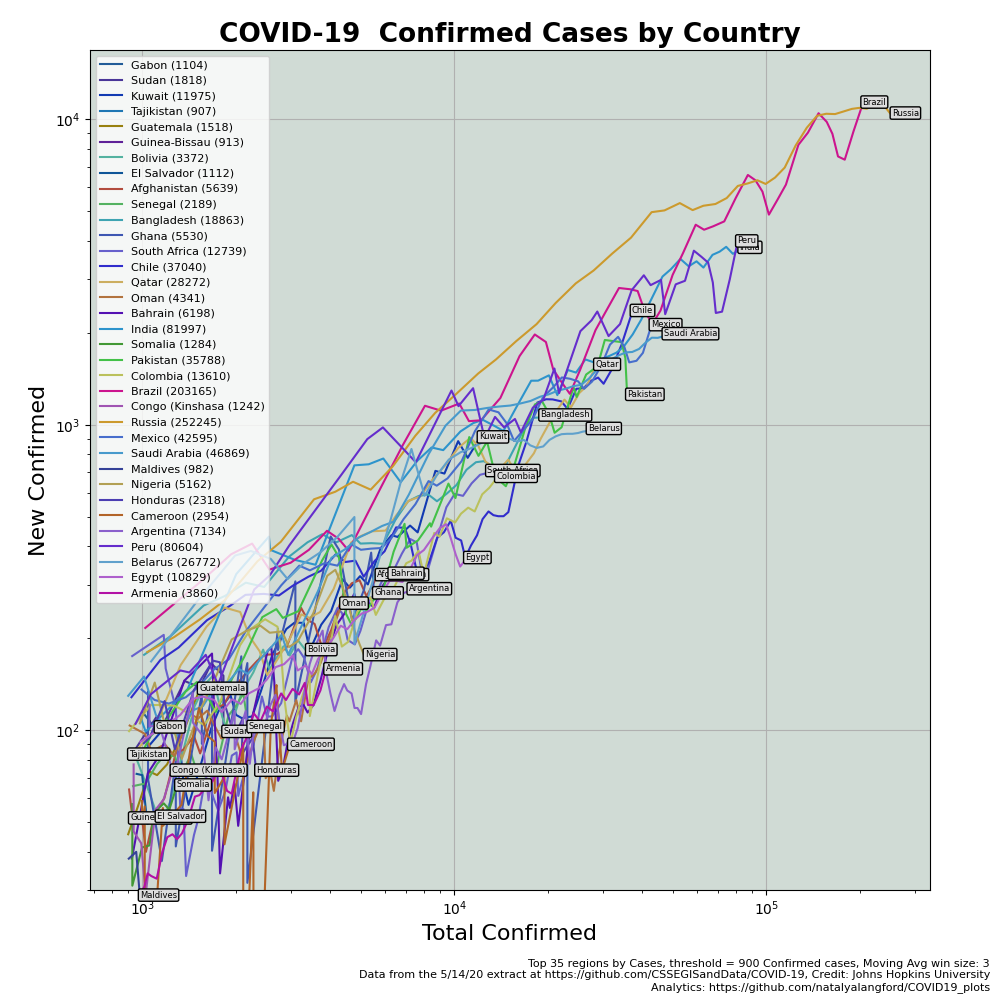 COVID-19  Confirmed Cases by Country
Gabon (1104)
Sudan (1818)
Kuwait (11975)
Tajikistan (907)
Guatemala (1518)
Guinea-Bissau (913)
Bolivia (3372)
El Salvador (1112)
Afghanistan (5639)
Senegal (2189)
Bangladesh (18863)
Ghana (5530)
South Africa (12739)
Chile (37040)
Qatar (28272)
Oman (4341)
Bahrain (6198)
India (81997)
Somalia (1284)
Pakistan (35788)
Colombia (13610)
Brazil (203165)
Congo (Kinshasa (1242)
Russia (252245)
Mexico (42595)
Saudi Arabia (46869)
Maldives (982)
Nigeria (5162)
Honduras (2318)
Cameroon (2954)
Argentina (7134)
Peru (80604)
Belarus (26772)
Egypt (10829)
Armenia (3860)
Brazil
Russia
Peru
India
Chile
Mexico
Saudi Arabia
Qatar
Pakistan
Bangladesh
Belarus
Kuwait
South Africa
Colombia
Egypt
Bahrain
Argentina
Ghana
Oman
Bolivia
Nigeria
Armenia
Guatemala
Gabon
Sudan
Senegal
Cameroon
Tajikistan
Congo (Kinshasa)
Honduras
Somalia
El Salvador
Maldives
10⁴
10³
10²
New Confirmed
10³
10⁴
10⁵
Total Confirmed
Top 35 regions by Cases, threshold = 900 Confirmed cases, Moving Avg win size: 3
Data from the 5/14/20 extract at https://github.com/CSSEGISandData/COVID-19, Credit: Johns Hopkins University
Analytics: https://github.com/natalyalangford/COVID19_plots